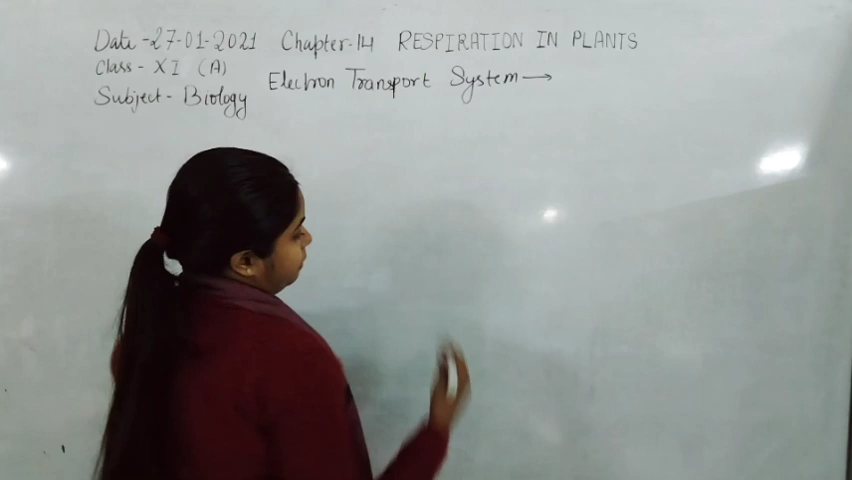 Date -27-01-2021 Chapter-14 RESPIRATION IN PLANTS
Class - XI (A)
Electron Transport System →
Subject - Biology